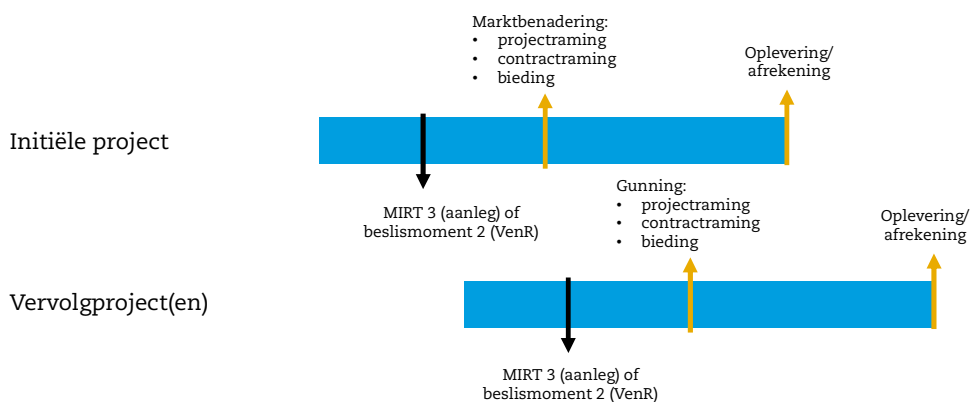 Marktbenadering:
• projectraming
• contractraming
• bieding
Oplevering/
afrekening
Initiële project
MIRT 3 (aanleg) of
beslismoment 2 (VenR)
Gunning:
• projectraming
• contractraming
• bieding
Oplevering/
afrekening
Vervolgproject(en)
MIRT 3 (aanleg) of
beslismoment 2 (VenR)